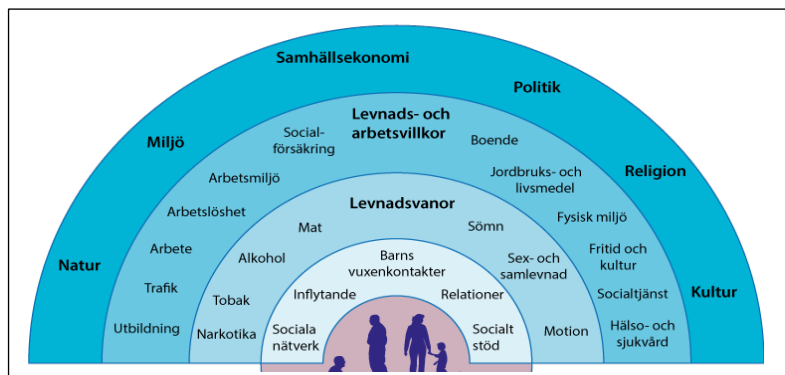 Samhällsekonomi
Politik
Miljö
Religion
Natur
Kultur
Levnads- och
arbetsvillkor
Social-
försäkring
Boende
Arbetsmiljö
Jordbruks- och
livsmedel
Arbetslöshet
Fysisk miljö
Arbete
Fritid och
kultur
Trafik
Socialtjänst
Utbildning
Hälso- och
sjukvård
Levnadsvanor
Mat
Sömn
Alkohol
Sex- och
samlevnad
Tobak
Narkotika
Motion
Barns
vuxenkontakter
Inflytande
Relationer
Sociala
nätverk
Socialt
stöd